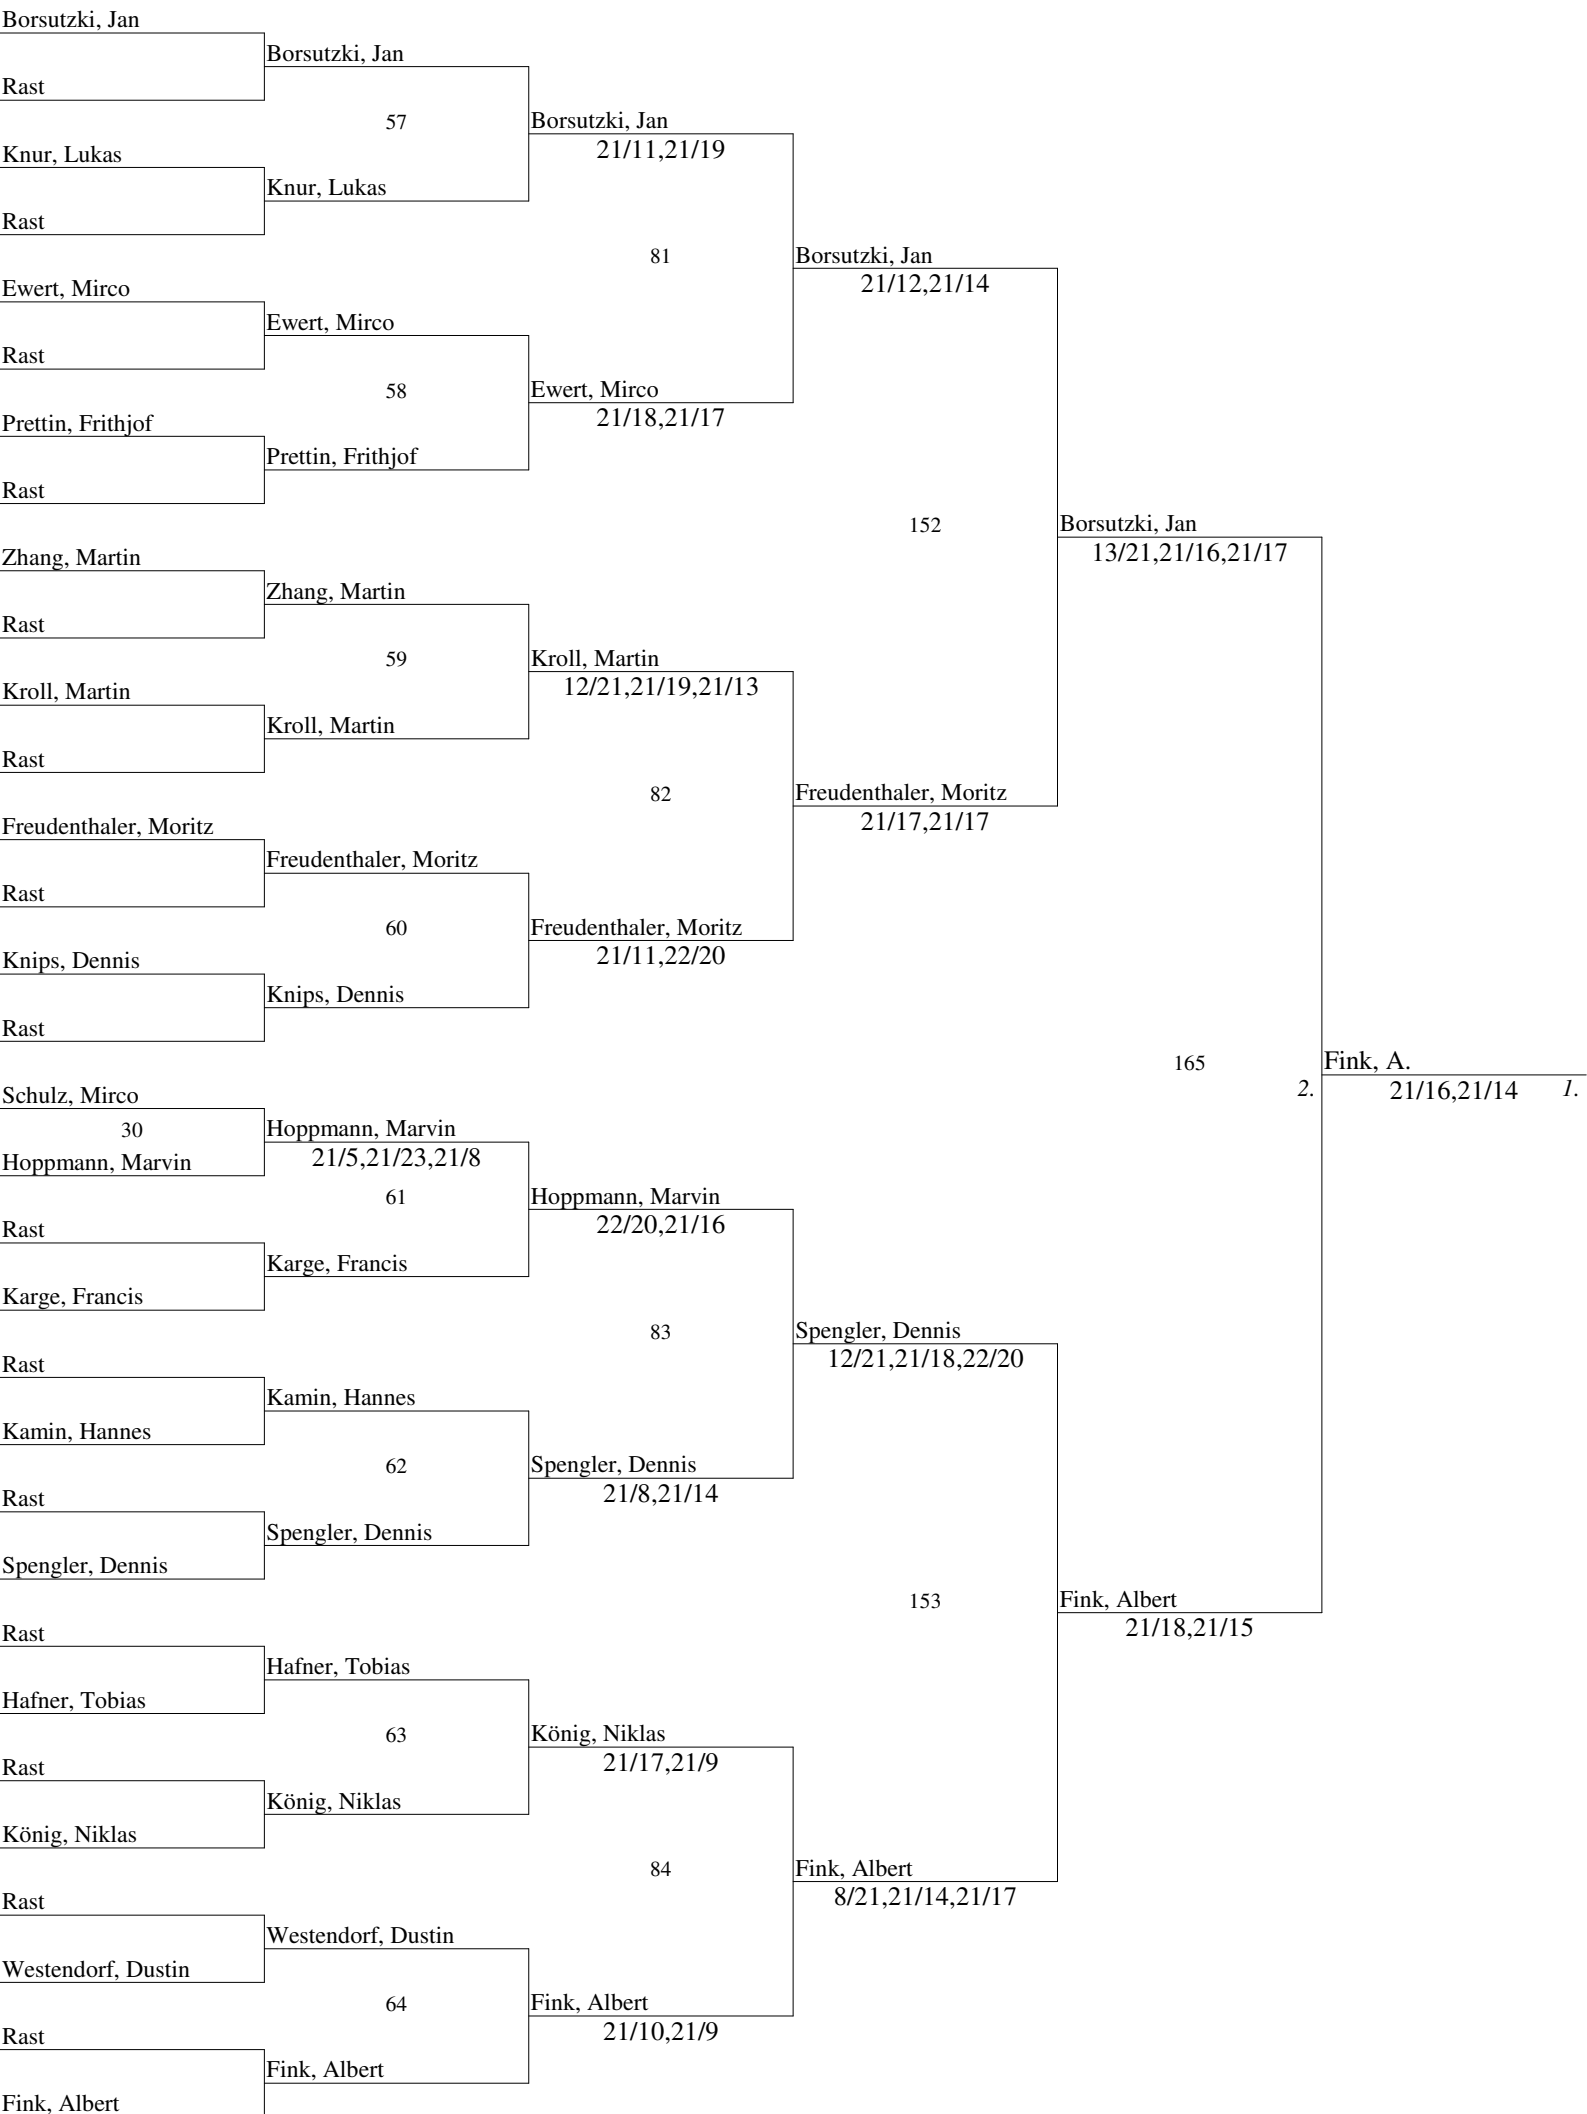 Borsutzki, Jan
Borsutzki, Jan
Rast
57
Borsutzki, Jan
21/11,21/19
Knur, Lukas
Knur, Lukas
Rast
81
Borsutzki, Jan
21/12,21/14
Ewert, Mirco
Ewert, Mirco
Rast
58
Ewert, Mirco
21/18,21/17
Prettin, Frithjof
Prettin, Frithjof
Rast
152
Borsutzki, Jan
13/21,21/16,21/17
Zhang, Martin
Zhang, Martin
Rast
59
Kroll, Martin
12/21,21/19,21/13
Kroll, Martin
Kroll, Martin
Rast
82
Freudenthaler, Moritz
21/17,21/17
Freudenthaler, Moritz
Freudenthaler, Moritz
Rast
60
Freudenthaler, Moritz
21/11,22/20
Knips, Dennis
Knips, Dennis
Rast
165
Fink, A.
2.
21/16,21/14
1.
Schulz, Mirco
30
Hoppmann, Marvin
21/5,21/23,21/8
Hoppmann, Marvin
61
Hoppmann, Marvin
22/20,21/16
Rast
Karge, Francis
Karge, Francis
83
Spengler, Dennis
12/21,21/18,22/20
Rast
Kamin, Hannes
Kamin, Hannes
62
Spengler, Dennis
21/8,21/14
Rast
Spengler, Dennis
Spengler, Dennis
153
Fink, Albert
21/18,21/15
Rast
Hafner, Tobias
Hafner, Tobias
63
König, Niklas
21/17,21/9
Rast
König, Niklas
König, Niklas
84
Fink, Albert
8/21,21/14,21/17
Rast
Westendorf, Dustin
Westendorf, Dustin
64
Fink, Albert
21/10,21/9
Rast
Fink, Albert
Fink, Albert